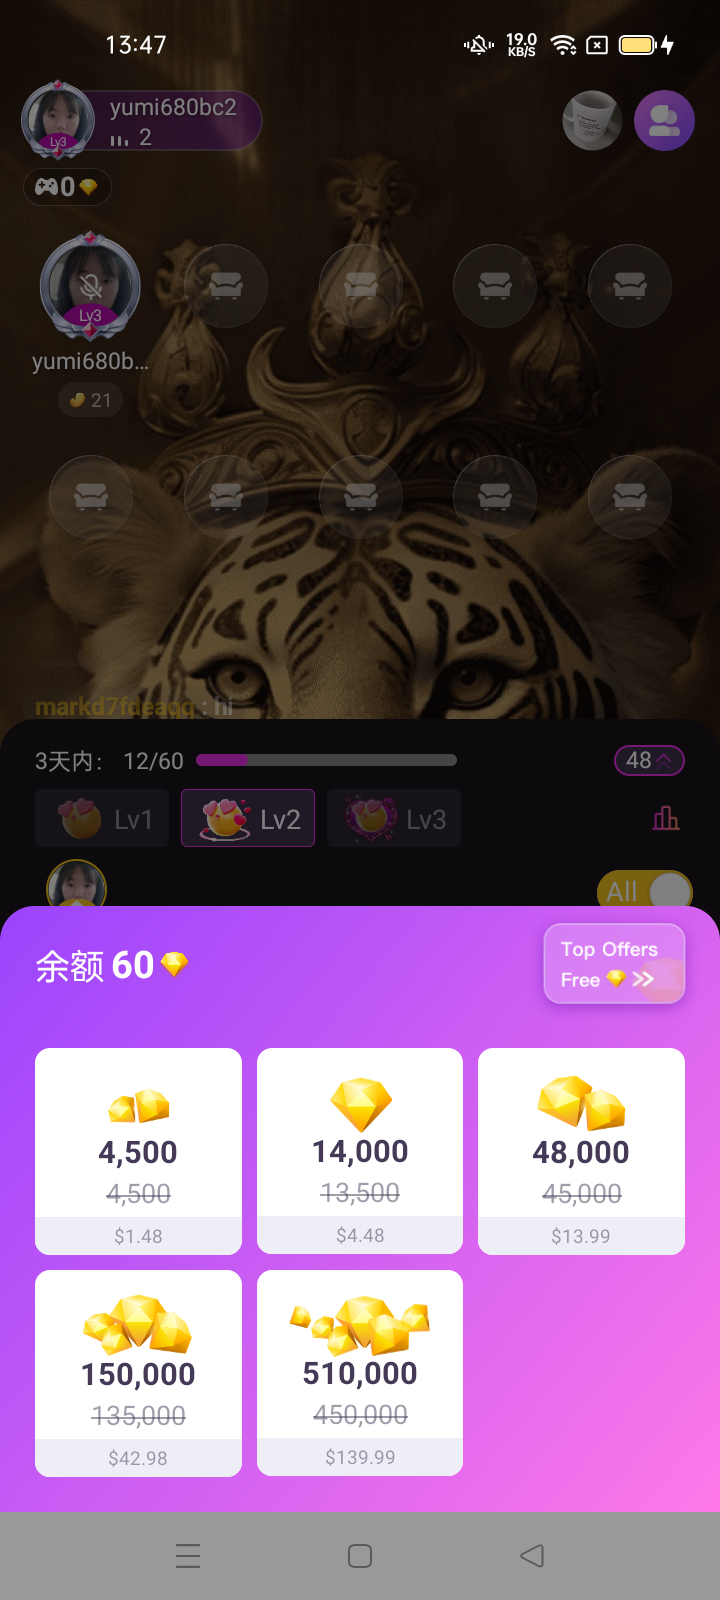 13:47
19.0
KB/S
yumi680bc2
Lv3
2
0
Lv3
yumi680b...
21
markd7fdeaqq : hi
3天内: 12/60
48
Lv1
Lv2
Lv3
All
余额 60
Top Offers
Free
4,500
4,500
$1.48
14,000
13,500
$4.48
48,000
45,000
$13.99
150,000
135,000
$42.98
510,000
450,000
$139.99